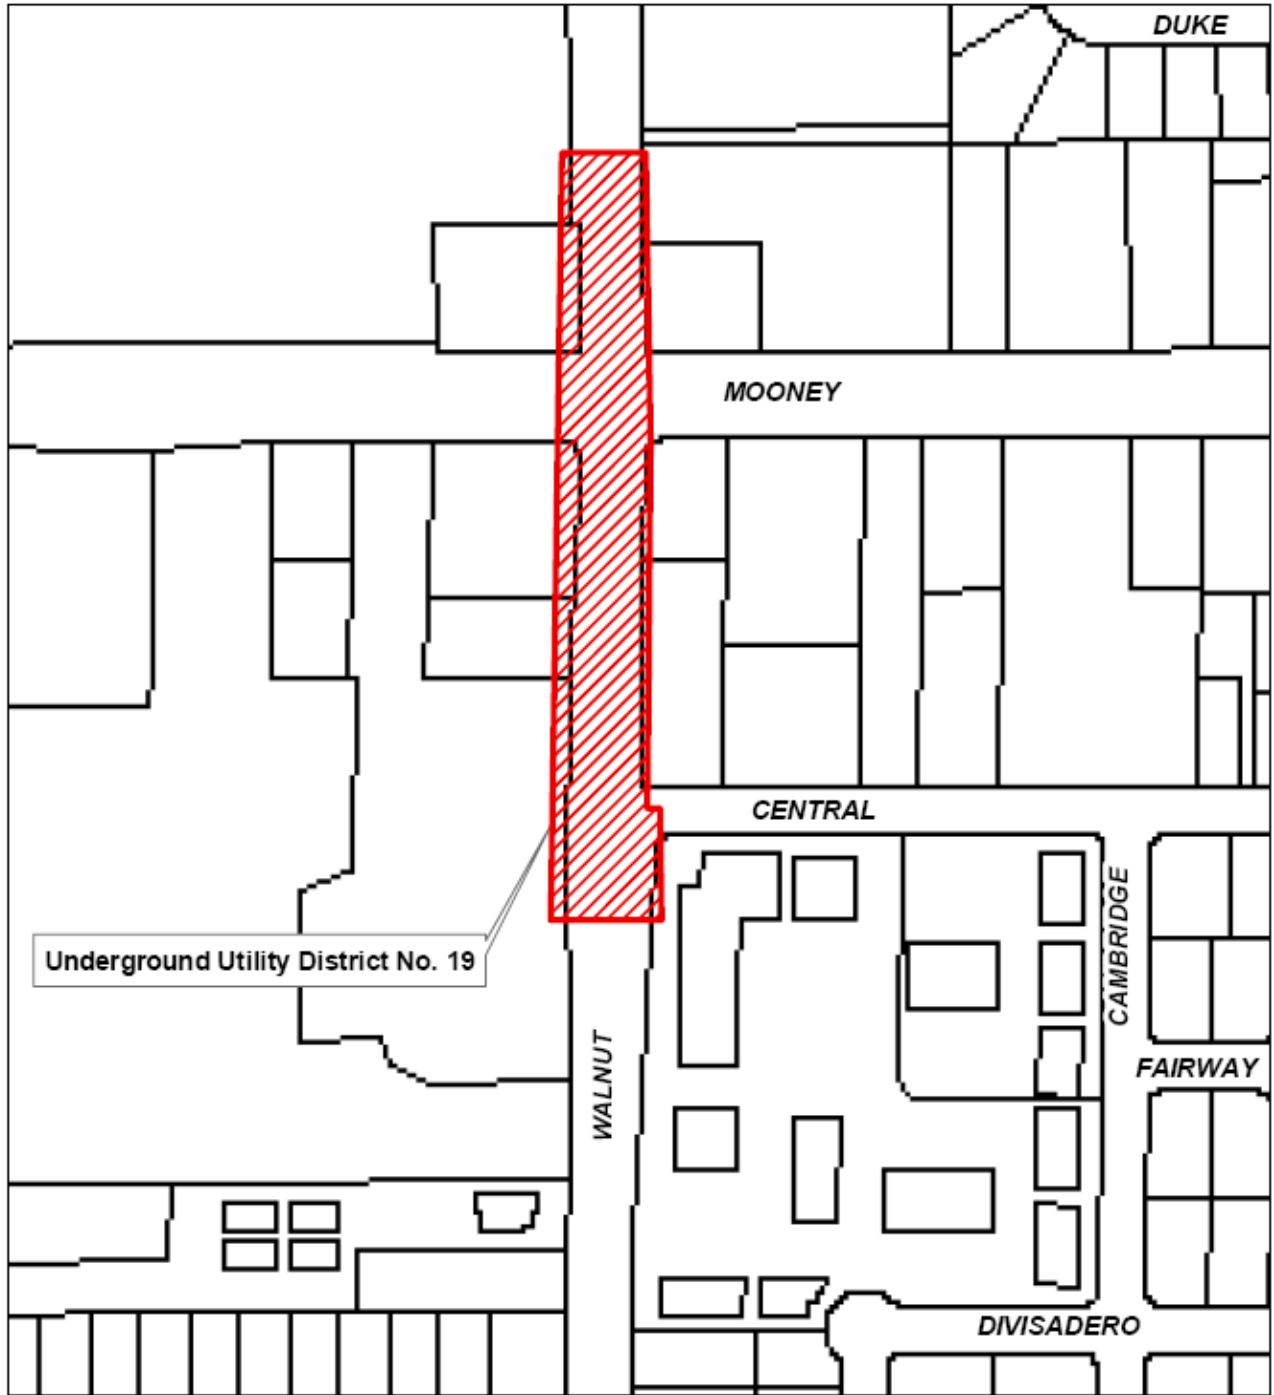 DUKE
MOONEY
CENTRAL
CAMBRIDGE
Underground Utility District No. 19
WALNUT
FAIRWAY
DIVISADERO